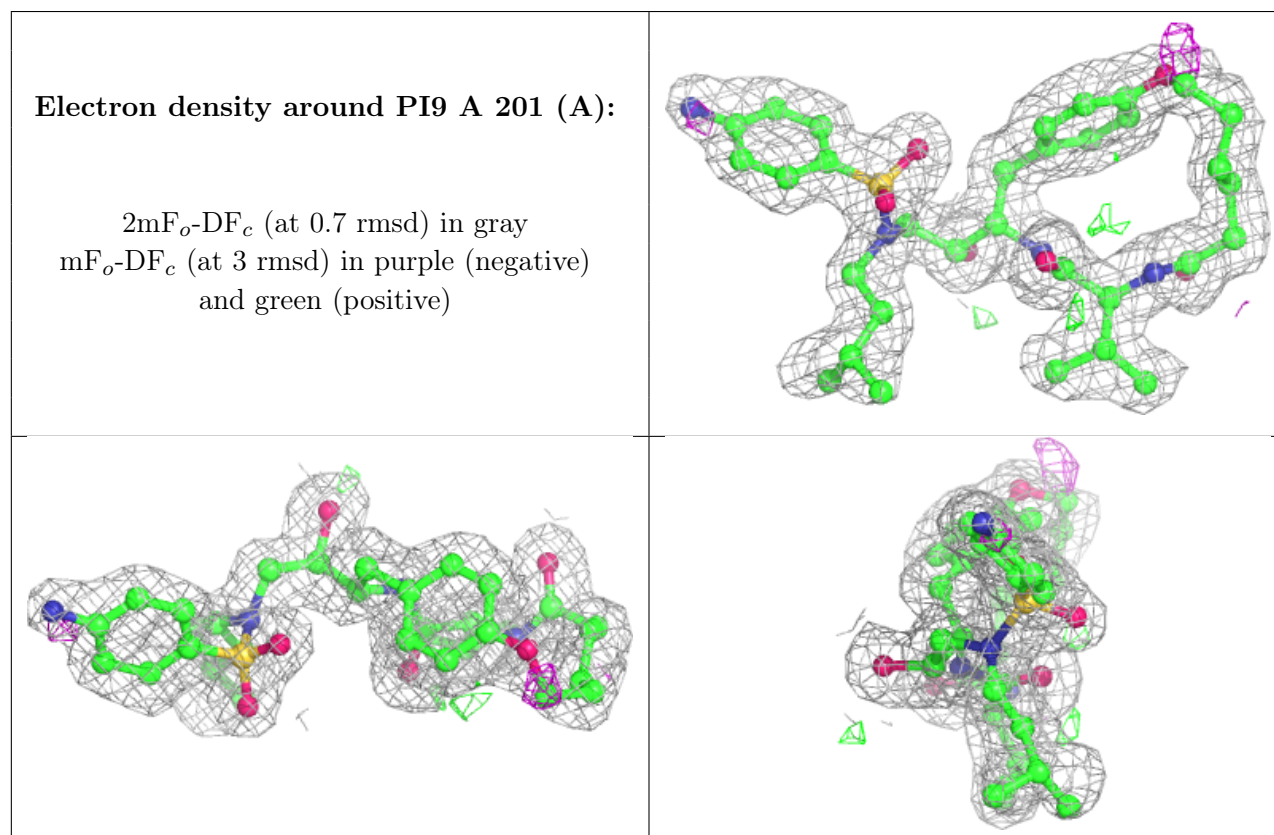 Electron density around PI9 A 201 (A):
2mFo-DFc (at 0.7 rmsd) in gray
mFo-DFc (at 3 rmsd) in purple (negative)
and green (positive)